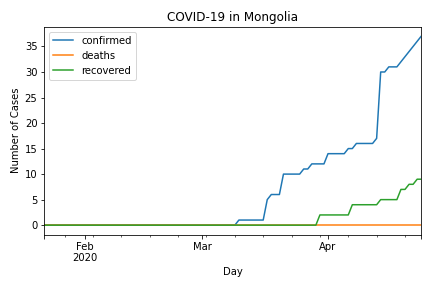 COVID-19 in Mongolia
confirmed
deaths
recovered
35
30
25
20
15
10
5
0
Number of Cases
Feb
2020
Mar
Apr
Day